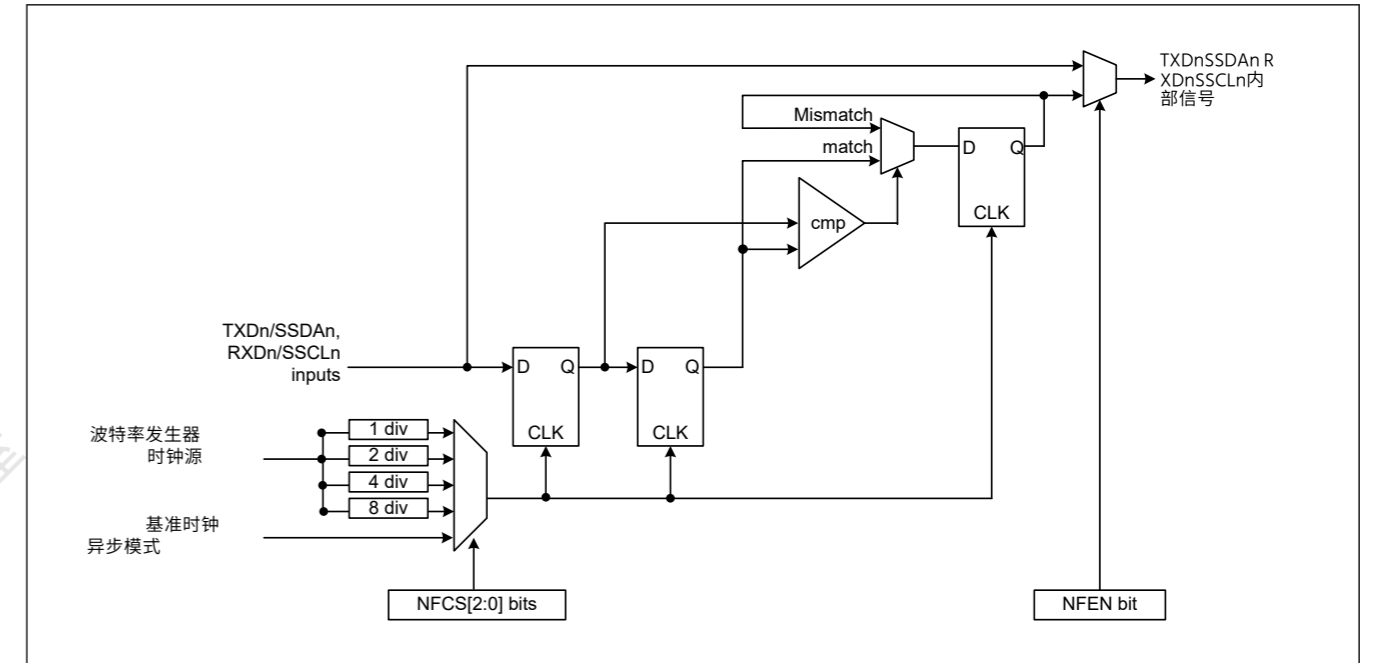 TXDnSSDAn R
XDnSSCLn内
部信号
Mismatch
match
D
Q
CLK
cmp
TXDn/SSDAn,
RXDn/SSCLn
inputs
D
Q
CLK
D
Q
CLK
波特率发生器
时钟源
1 div
2 div
4 div
8 div
基准时钟
异步模式
NFCS[2:0] bits
NFEN bit